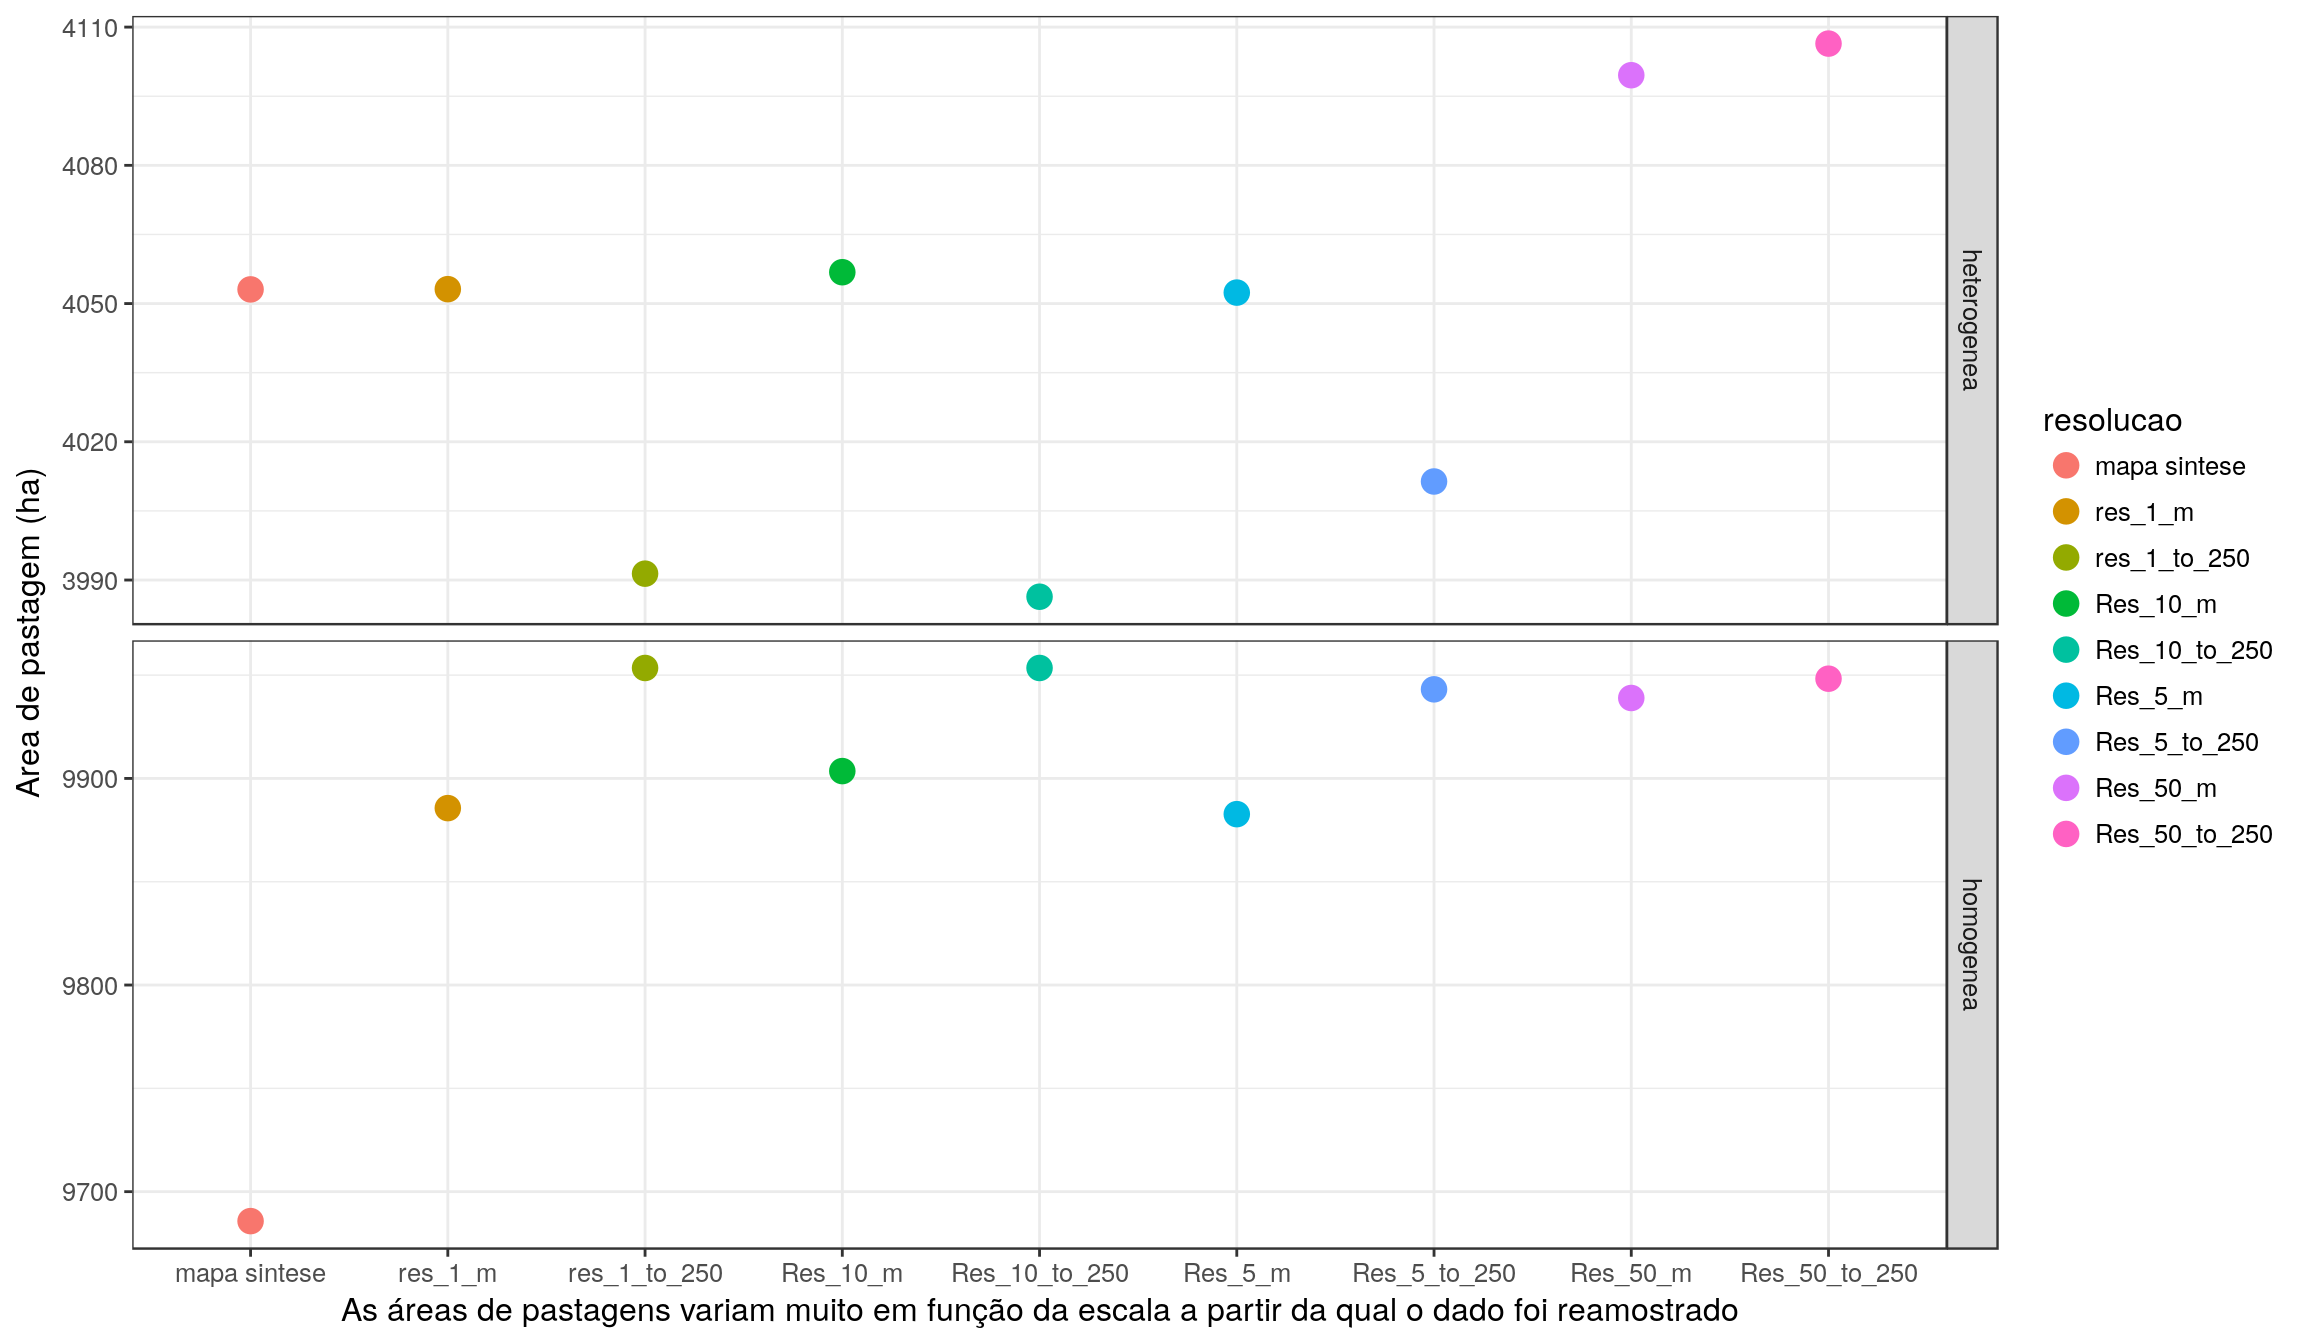 Area de pastagem (ha)
4110
4080
4050
4020
3990
heterogenea
9900
9800
9700
homogenea
mapa sintese
res_1_m
res_1_to_250
Res_10_m
Res_10_to_250
Res_5_m
Res_5_to_250
Res_50_m
Res_50_to_250
As áreas de pastagens variam muito em função da escala a partir da qual o dado foi reamostrado
resolucao
mapa sintese
res_1_m
res_1_to_250
Res_10_m
Res_10_to_250
Res_5_m
Res_5_to_250
Res_50_m
Res_50_to_250